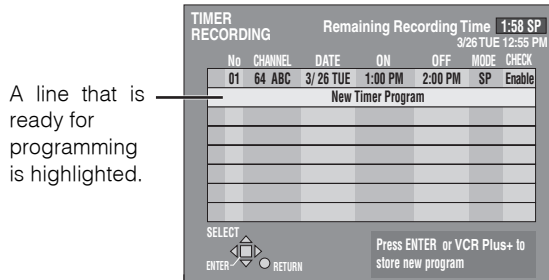 A line that is
ready for
programming
is highlighted.
TIMER
RECORDING
Remaining Recording Time 1:58 SP
3/26 TUE 12:55 PM
No CHANNEL DATE ON OFF MODE CHECK
01 64 ABC 3/ 26 TUE 1:00 PM 2:00 PM SP Enable
New Timer Program
SELECT
ENTER RETURN
Press ENTER or VCR Plus+ to
store new program